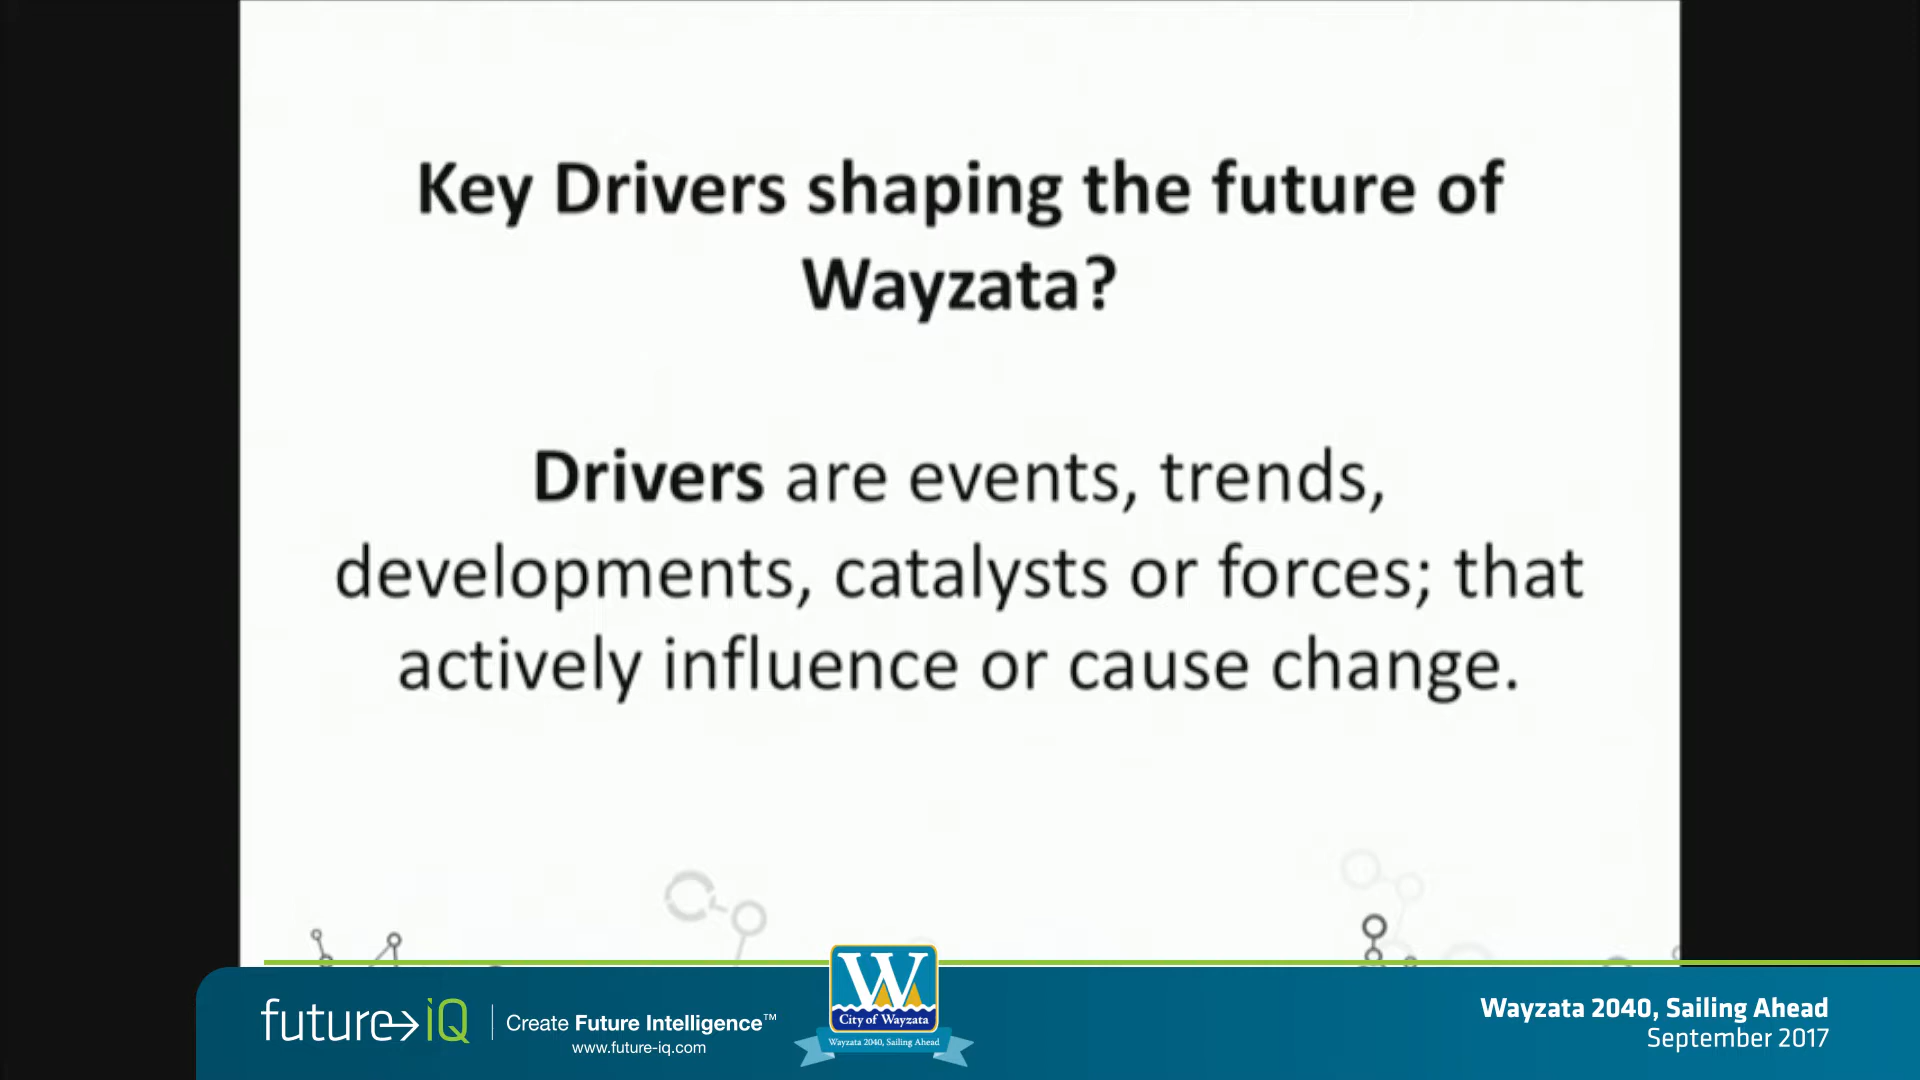 Key Drivers shaping the future of
Wayzata?
Drivers are events, trends,
developments, catalysts or forces; that
actively influence or cause change.
future→iQ
Create Future Intelligence™
www.future-iq.com
W
City of Wayzata
Wayzata 2040, Sailing Ahead
Wayzata 2040, Sailing Ahead
September 2017